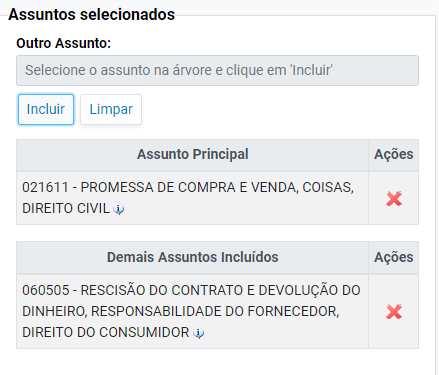 Assuntos selecionados
Outro Assunto:
Selecione o assunto na árvore e clique em 'Incluir'
Incluir Limpar
Assunto Principal Ações
021611 - PROMESSA DE COMPRA E VENDA, COISAS,
DIREITO CIVIL
Demais Assuntos Incluídos Ações
060505 - RESCISÃO DO CONTRATO E DEVOLUÇÃO DO
DINHEIRO, RESPONSABILIDADE DO FORNECEDOR,
DIREITO DO CONSUMIDOR